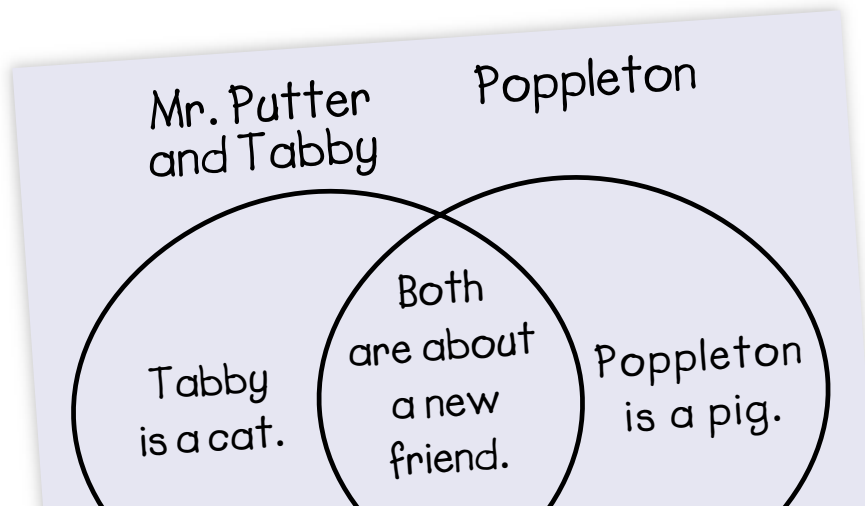 Mr. Putter
and Tabby
Poppleton
Tabby
is a cat.
Both
are about
a new
friend.
Poppleton
is a pig.